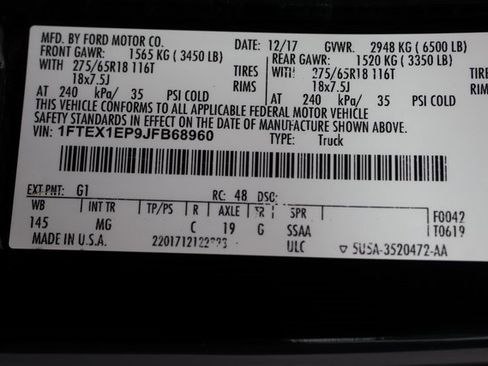 MFD. BY FORD MOTOR CO. DATE: 12/17 GVWR. 2948 KG ( 6500 LB)
FRONT GAWR: 1565 KG ( 3450 LB) REAR GAWR: 1520 KG ( 3350 LB)
WITH 275/65R18 116T TIRES WITH 275/65R18 116T TIRES
18x7.5J RIMS 18x7.5J RIMS
AT 240 kPa/ 35 PSI COLD AT 240 kPa/ 35 PSI COLD
THIS VEHICLE CONFORMS TO ALL APPLICABLE FEDERAL MOTOR VEHICLE
SAFETY STANDARDS IN EFFECT ON THE DATE OF MANUFACTURE SHOWN ABOVE.
VIN: 1FTEX1EP9JFB68960 TYPE: Truck
EXT PNT: G1 RC: 48 DSO:
WB INT TR TP/PS R AXLE TR SPR F0042
145 MG C 19 G SSAA T0619
MADE IN U.S.A. ULC ▽ 5U5A-3520472-AA